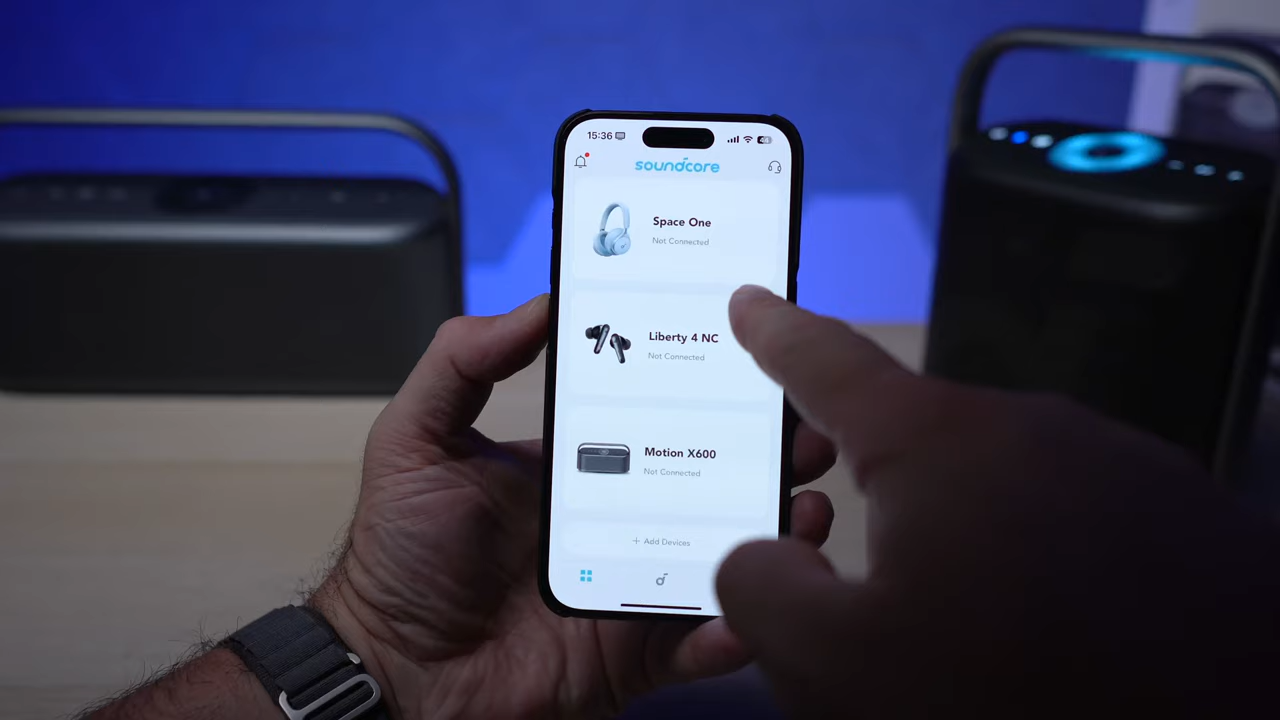 15:36
soundcore
Space One
Not Connected
Liberty 4 NC
Not Connected
Motion X600
Not Connected
+ Add Devices